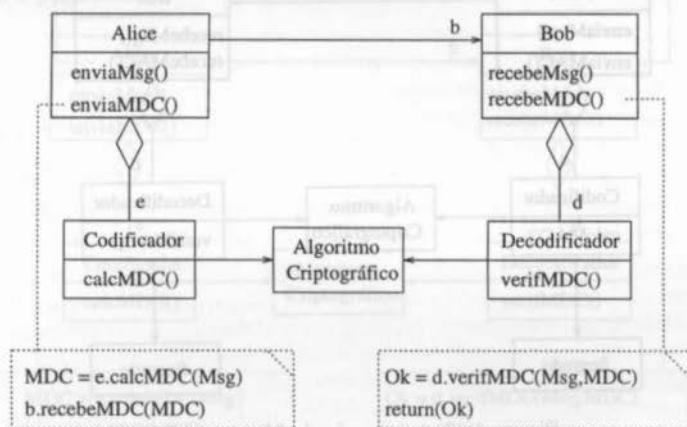 Alice
b
Bob
enviaMsg()
enviaMDC()
recebeMsg()
recebeMDC()
e
d
Codificador
calcMDC()
Algoritmo
Criptográfico
Decodificador
verifMDC()
MDC = e.calcMDC(Msg)
b.recebeMDC(MDC)
Ok = d.verifMDC(Msg,MDC)
return(Ok)